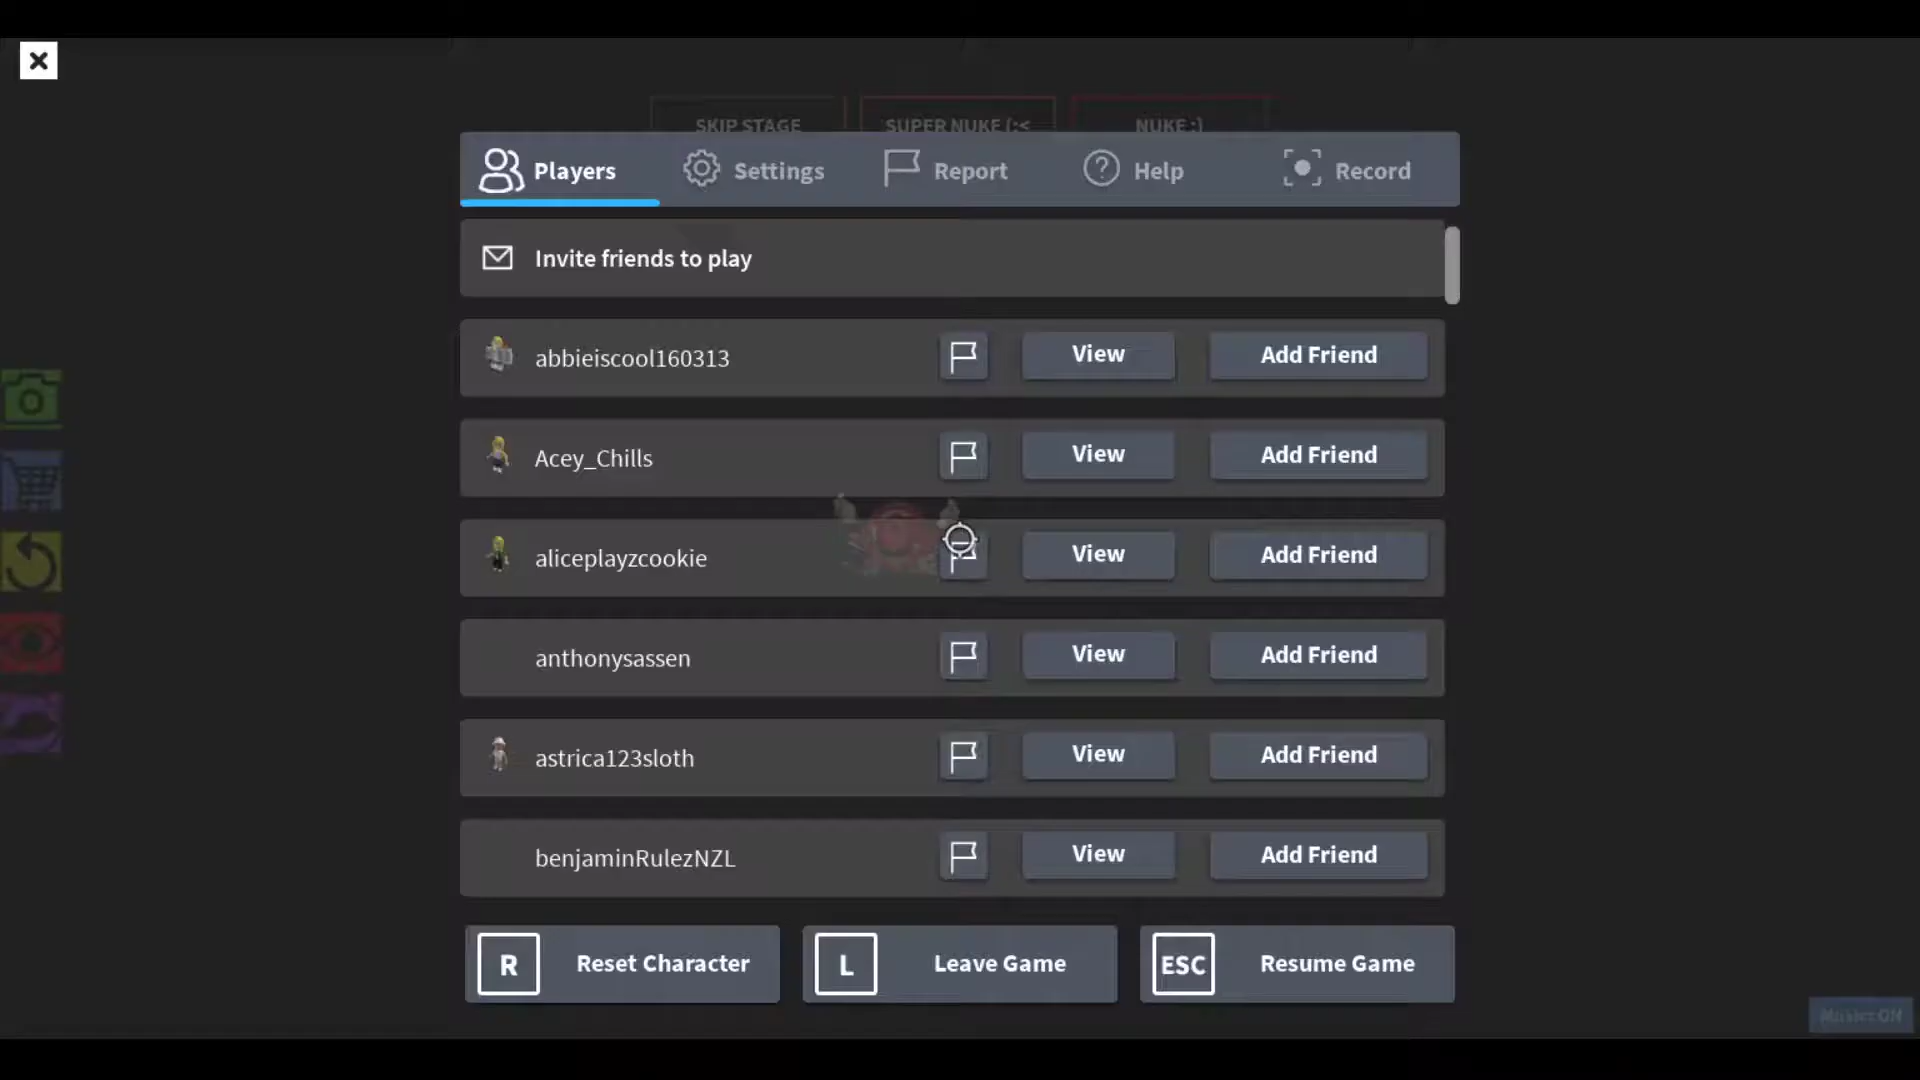 SKIP STAGE SUPER NUKE (:< NUKE :)
Players Settings Report Help Record
Invite friends to play
abbieiscool160313 View Add Friend
Acey_Chills View Add Friend
aliceplayzcookie View Add Friend
anthonysassen View Add Friend
astrica123sloth View Add Friend
benjaminRulezNZL View Add Friend
R Reset Character L Leave Game ESC Resume Game
Music: ON